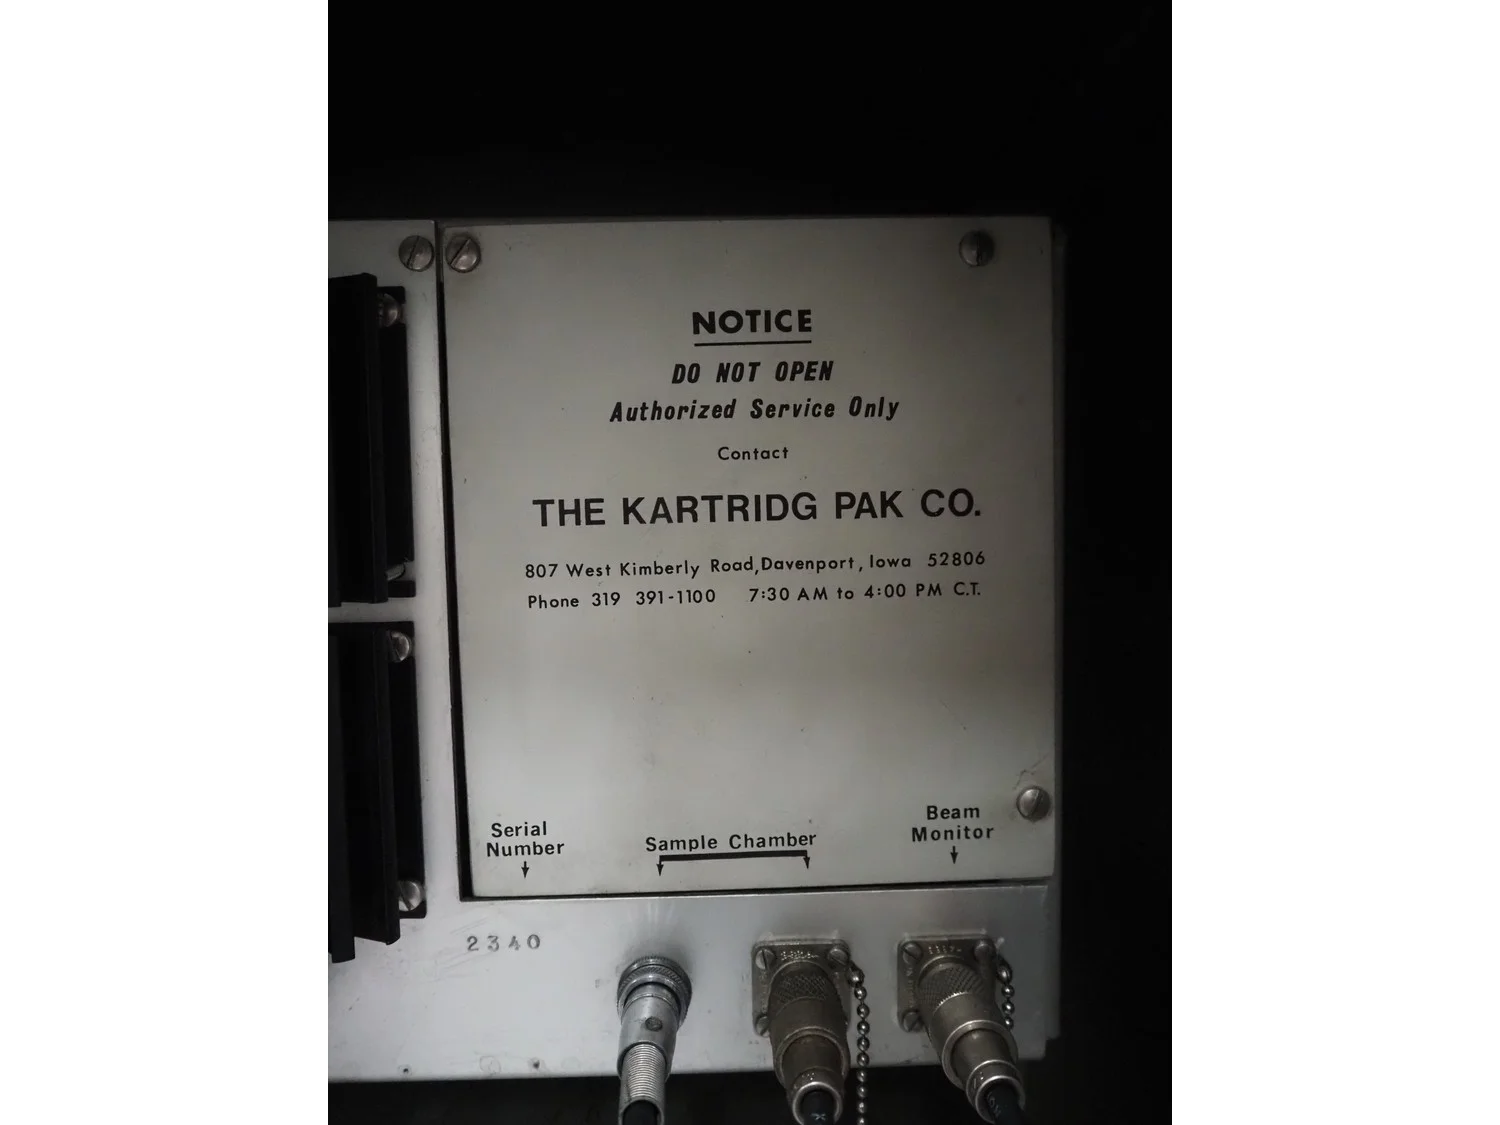 NOTICE
DO NOT OPEN
Authorized Service Only
Contact
THE KARTRIDG PAK CO.
807 West Kimberly Road, Davenport, Iowa 52806
Phone 319 391-1100 7:30 AM to 4:00 PM C.T.
Serial
Number
Sample Chamber
Beam
Monitor
2340